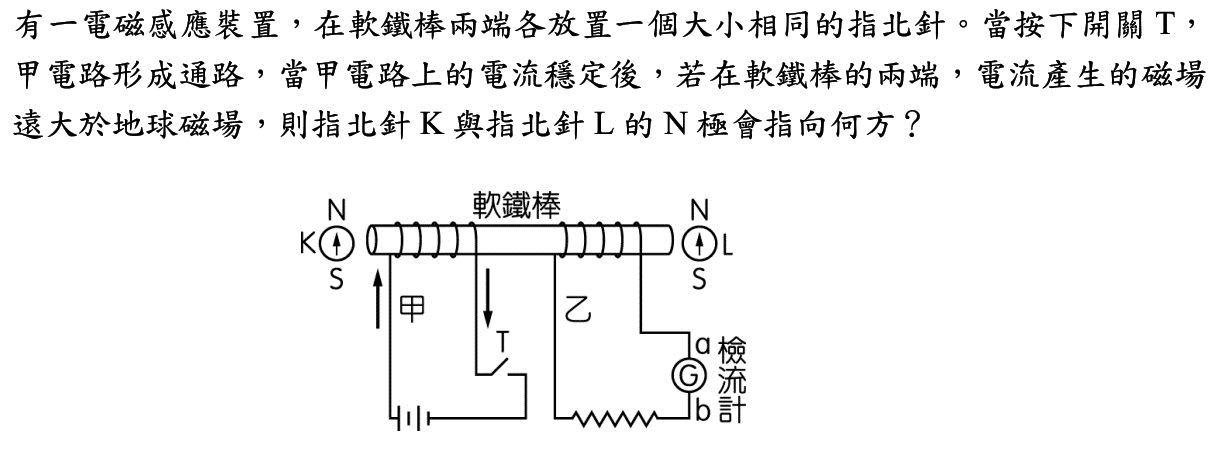 有一電磁感應裝置，在軟鐵棒兩端各放置一個大小相同的指北針。當按下開關 T，
甲電路形成通路，當甲電路上的電流穩定後，若在軟鐵棒的兩端，電流產生的磁場
遠大於地球磁場，則指北針 K 與指北針 L 的 N 極會指向何方？
N 軟鐵棒 N
K L
S S
甲 乙
T
a 檢
G 流
b 計